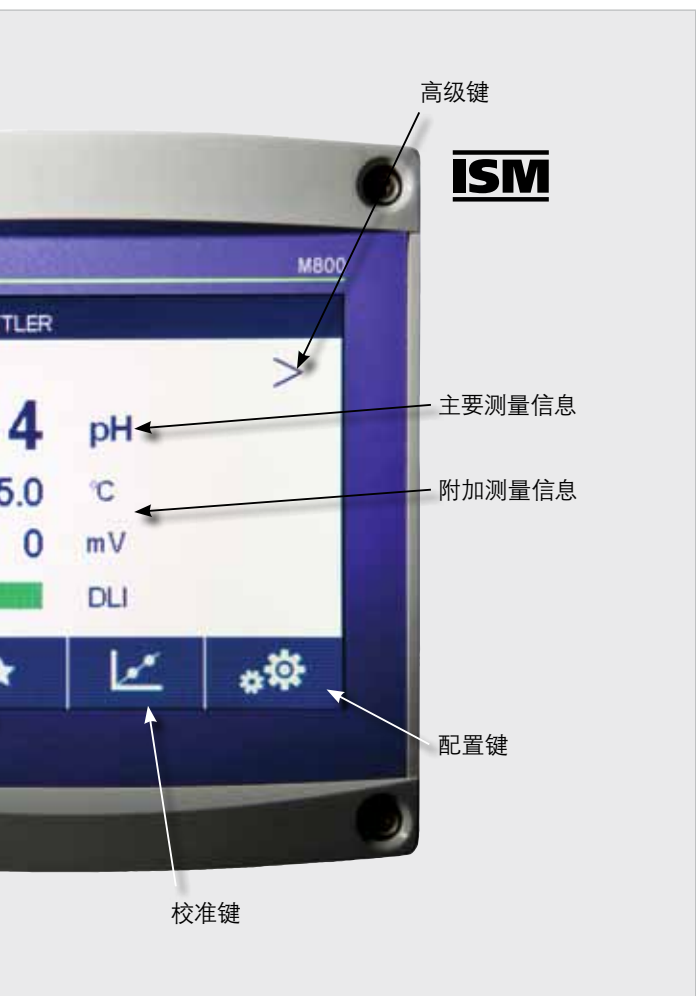 高级键
ISM
M800
TLER
>
4 pH
主要测量信息
5.0 °C
附加测量信息
0 mV
DLI
配置键
校准键